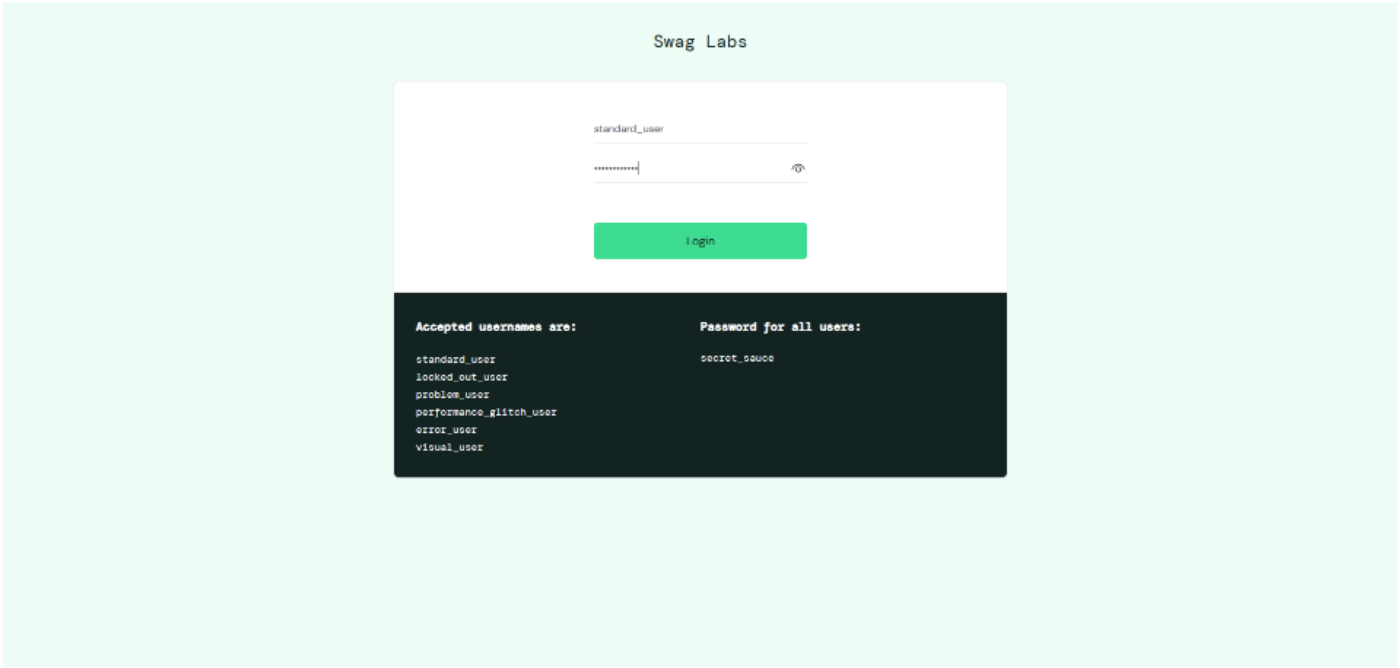 Swag Labs
standard_user
••••••••••••
Login
Accepted usernames are:
standard_user
locked_out_user
problem_user
performance_glitch_user
error_user
visual_user
Password for all users:
secret_sauce